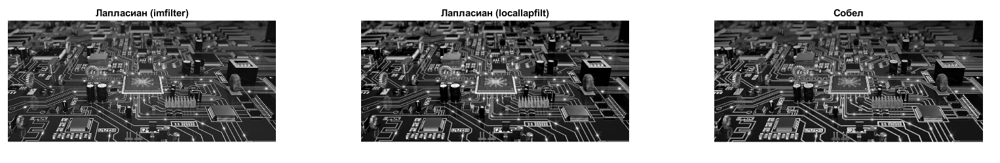 Лапласиан (imfilter)
Лапласиан (locallapfilt)
Собел